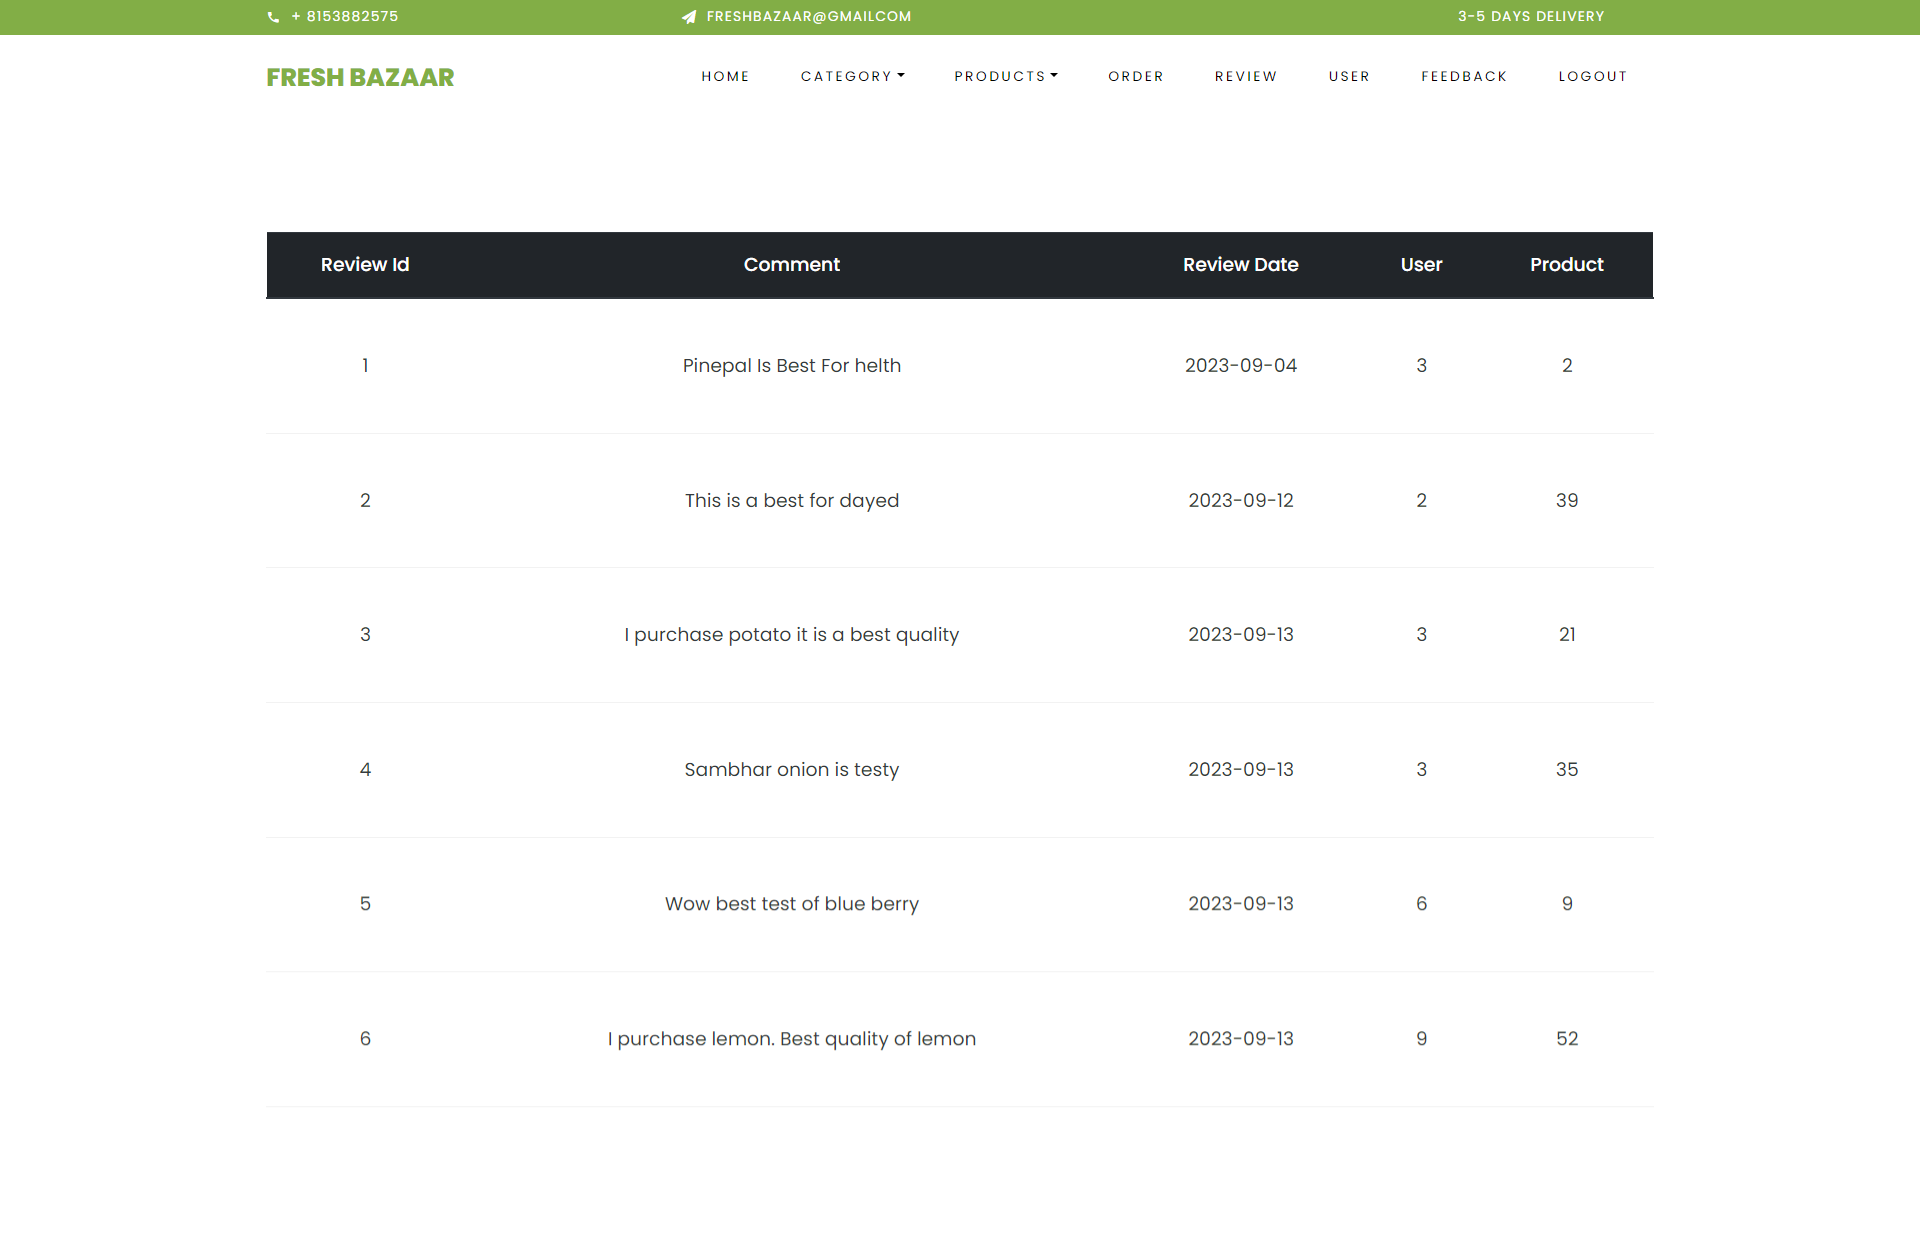 + 8153882575 FRESHBAZAAR@GMAILCOM 3-5 DAYS DELIVERY
FRESH BAZAAR HOME CATEGORY PRODUCTS ORDER REVIEW USER FEEDBACK LOGOUT
Review Id Comment Review Date User Product
1 Pinepal Is Best For helth 2023-09-04 3 2
2 This is a best for dayed 2023-09-12 2 39
3 I purchase potato it is a best quality 2023-09-13 3 21
4 Sambhar onion is testy 2023-09-13 3 35
5 Wow best test of blue berry 2023-09-13 6 9
6 I purchase lemon. Best quality of lemon 2023-09-13 9 52